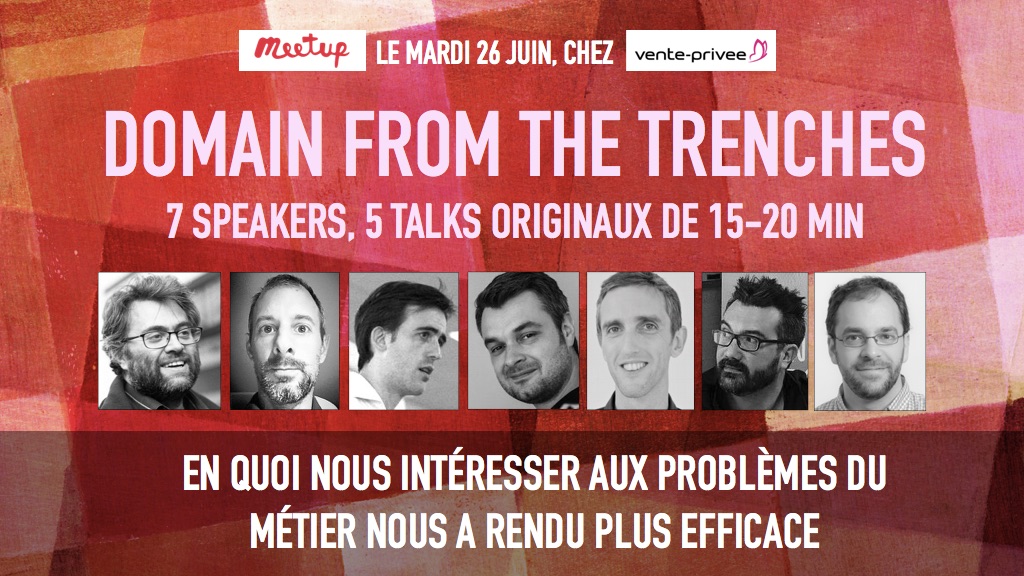 meetup LE MARDI 26 JUIN, CHEZ vente-privee
DOMAIN FROM THE TRENCHES
7 SPEAKERS, 5 TALKS ORIGINAUX DE 15-20 MIN
EN QUOI NOUS INTÉRESSER AUX PROBLÈMES DU
MÉTIER NOUS A RENDU PLUS EFFICACE